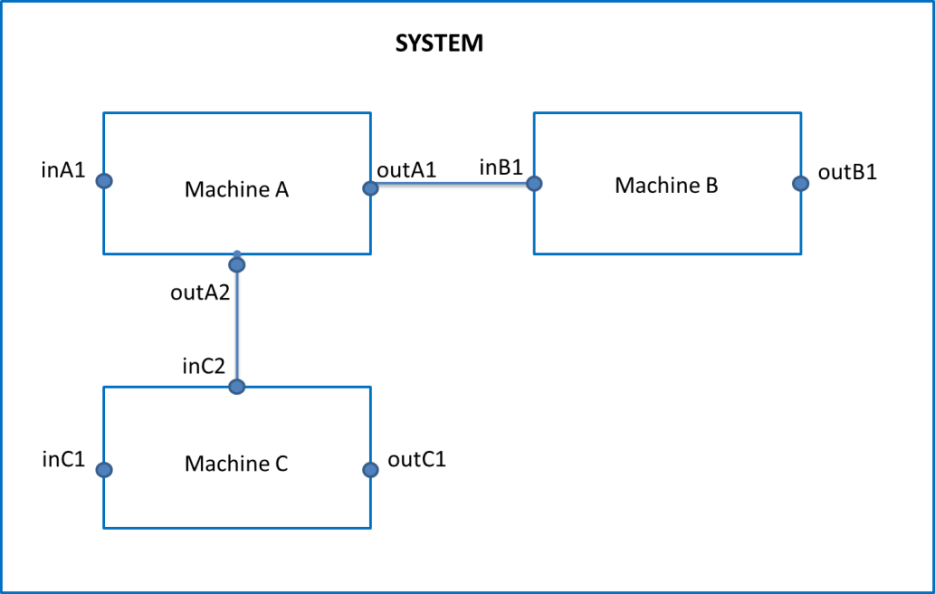 SYSTEM
inA1
Machine A
outA1
inB1
Machine B
outB1
outA2
inC2
inC1
Machine C
outC1